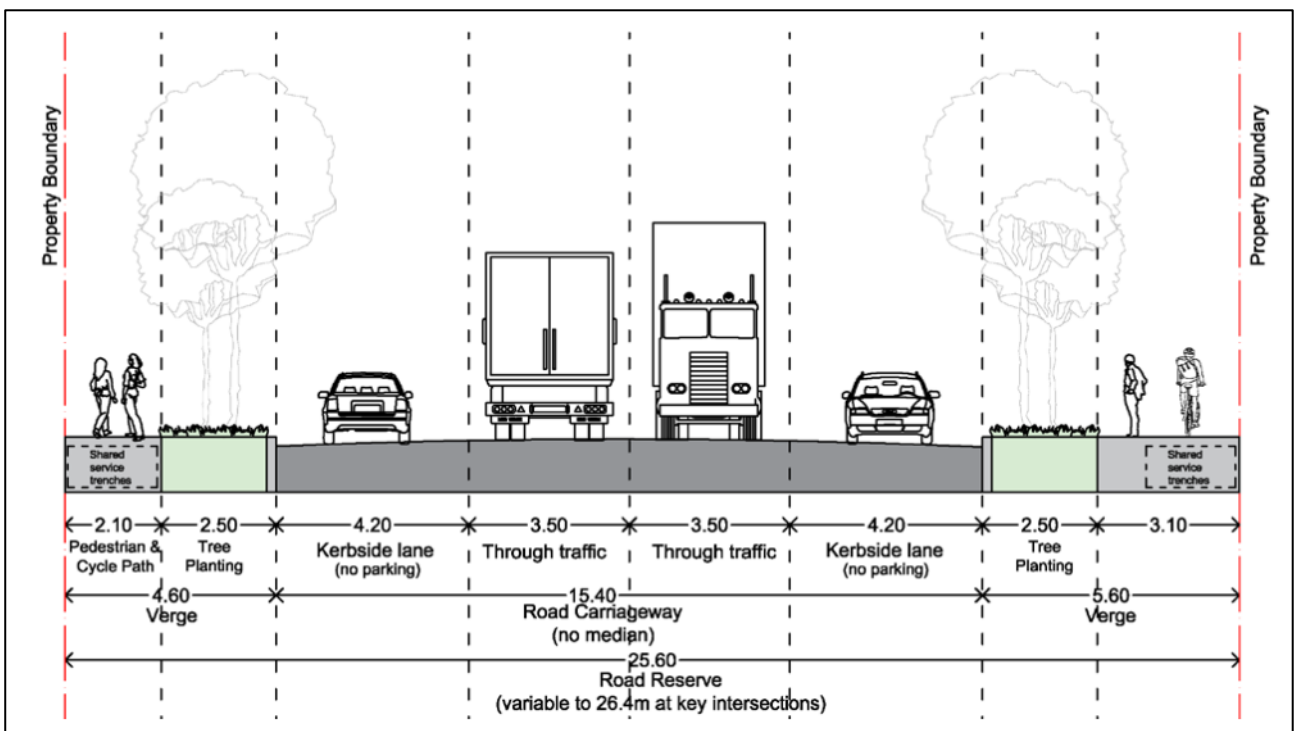 Property Boundary
Property Boundary
Shared
service
trenches
Shared
service
trenches
2.10
2.50
4.20
3.50
3.50
4.20
2.50
3.10
Pedestrian &
Cycle Path
Tree
Planting
Kerbside lane
(no parking)
Through traffic
Through traffic
Kerbside lane
(no parking)
Tree
Planting
4.60
Verge
15.40
Road Carriageway
(no median)
5.60
Verge
25.60
Road Reserve
(variable to 26.4m at key intersections)